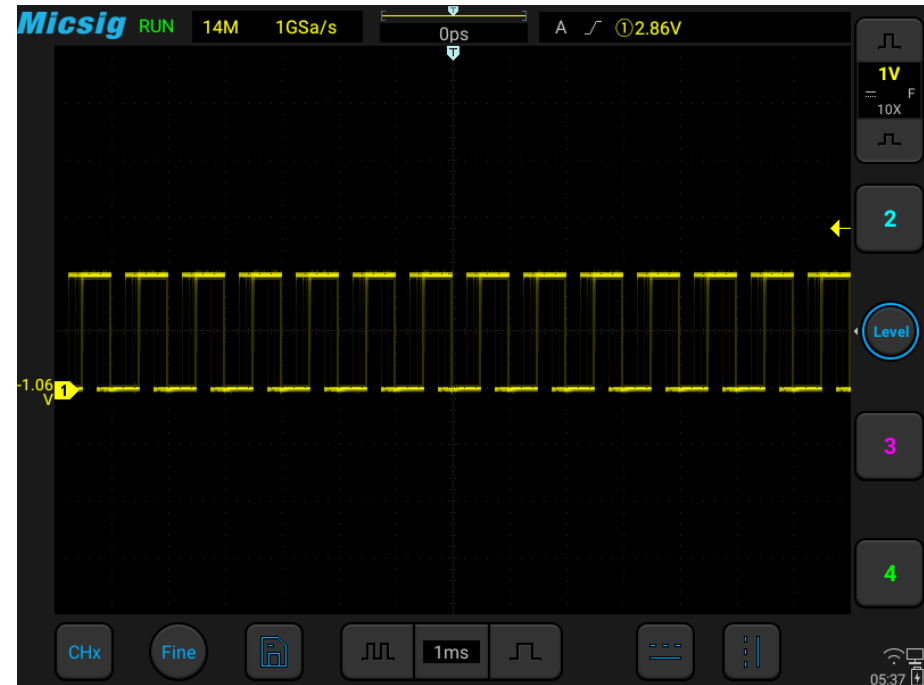 Micsig RUN 14M 1GSa/s T 0ps A ①2.86V
T
1V
F
10X
2
Level
-1.06
V
1
3
4
CHx Fine 1ms
05:37